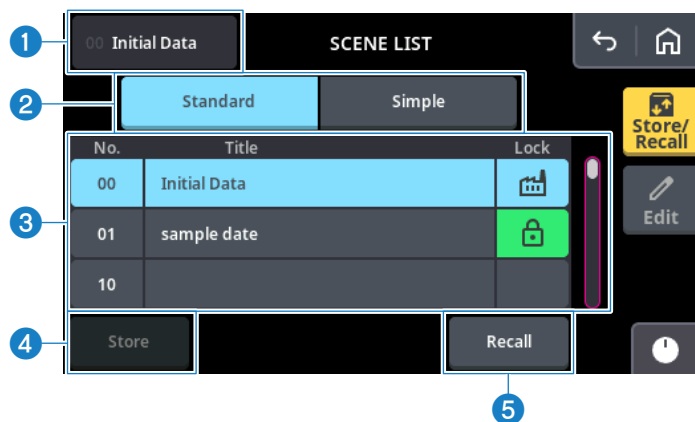 1
00 Initial Data
SCENE LIST
2
Standard
Simple
Store/
Recall
No.
Title
Lock
00
Initial Data
3
Edit
01
sample date
10
4
Store
Recall
5